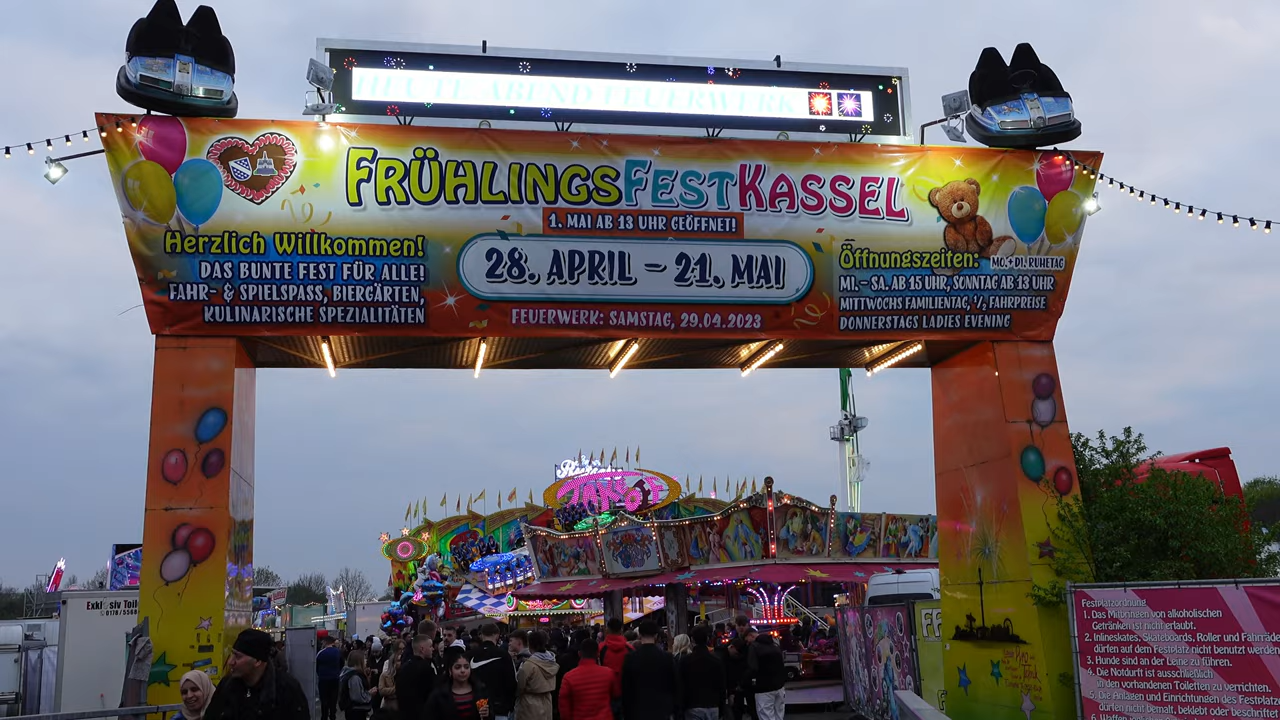 HEUTE ABEND FEUERWERK
FRÜHLINGSFESTKASSEL
1. MAI AB 13 UHR GEÖFFNET!
28. APRIL – 21. MAI
FEUERWERK: SAMSTAG, 29.04.2023
Herzlich Willkommen!
DAS BUNTE FEST FÜR ALLE!
FAHR- & SPIELSPASS, BIERGÄRTEN,
KULINARISCHE SPEZIALITÄTEN
Öffnungszeiten: MO.+DI. RUHETAG
MI. – SA. AB 15 UHR, SONNTAG AB 13 UHR
MITTWOCHS FAMILIENTAG, ½ FAHRPREISE
DONNERSTAGS LADIES EVENING
Festplatzordnung
1. Das Mitbringen von alkoholischen
Getränken ist nicht erlaubt.
2. Inlineskates, Skateboards, Roller und Fahrräde
dürfen auf dem Festplatz nicht benutzt werden
3. Hunde sind an der Leine zu führen.
4. Die Notdurft ist ausschließlich
in den vorhandenen Toiletten zu verrichten.
5. Die Anlagen und Einrichtungen des Festplatz
dürfen nicht bemalt, beklebt oder beschriftet